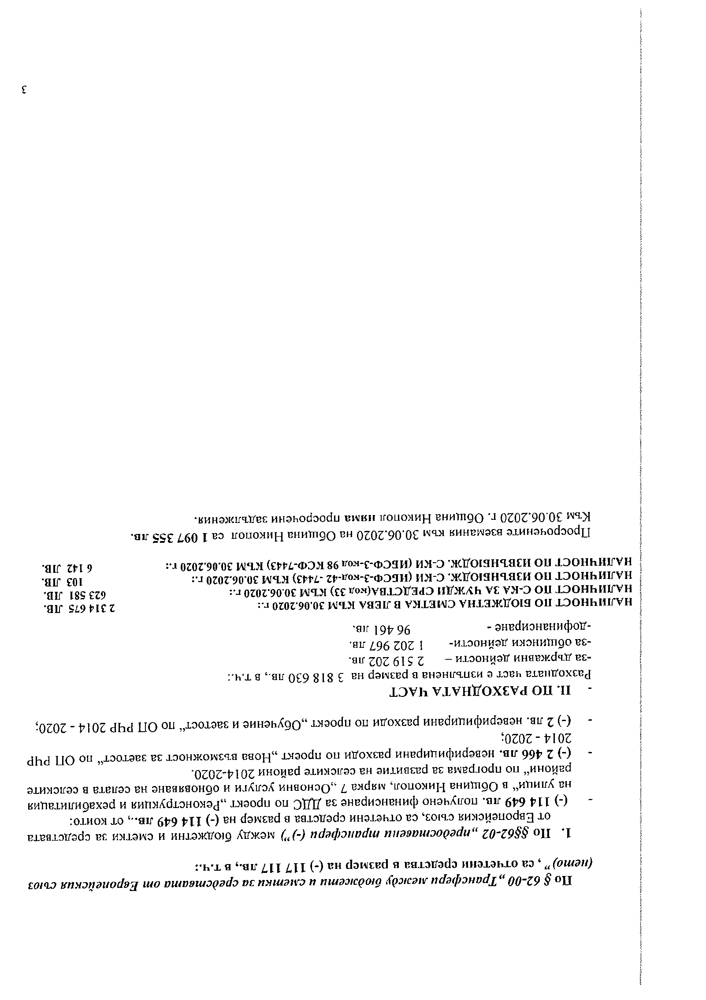 По § 62-00 „Трансфери между бюджети и сметки за средствата от Европейския съюз
(нето)“ , са отчетени средства в размер на (-) 117 117 лв., в т.ч.:
1. По §§62-02 „предоставени трансфери (-)“) между бюджетни и сметки за средствата
от Европейския съюз, са отчетени средства в размер на (-) 114 649 лв.., от които:
- (-) 114 649 лв. получено финансиране за ДДС по проект „Реконструкция и рехабилитация
на улици“ в Община Никопол, мярка 7 „Основни услуги и обновяване на селата в селските
райони“ по програма за развитие на селските райони 2014-2020.
- (-) 2 466 лв. неверифицирани разходи по проект „Нова възможност за заетост“ по ОП РЧР
2014 - 2020;
- (-) 2 лв. неверифицирани разходи по проект „Обучение и заетост“ по ОП РЧР 2014 - 2020;
- II. ПО РАЗХОДНАТА ЧАСТ
Разходната част е изпълнена в размер на 3 818 630 лв., в т.ч.:
-за държавни дейности – 2 519 202 лв.
-за общински дейности- 1 202 967 лв.
-дофинансиране - 96 461 лв.
НАЛИЧНОСТ ПО БЮДЖЕТНА СМЕТКА В ЛЕВА КЪМ 30.06.2020 г.: 2 314 675 ЛВ.
НАЛИЧНОСТ ПО С-КА ЗА ЧУЖДИ СРЕДСТВА(код 33) КЪМ 30.06.2020 г.: 623 581 ЛВ.
НАЛИЧНОСТ ПО ИЗВЪНБЮДЖ. С-КИ (ИБСФ-3-код-42 -7443) КЪМ 30.06.2020 г.: 103 ЛВ.
НАЛИЧНОСТ ПО ИЗВЪНБЮДЖ. С-КИ (ИБСФ-3-код 98 КСФ-7443) КЪМ 30.06.2020 г.: 6 142 ЛВ.
Просрочените вземания към 30.06.2020 на Община Никопол са 1 097 355 лв.
Към 30.06.2020 г. Община Никопол няма просрочени задължения.
3